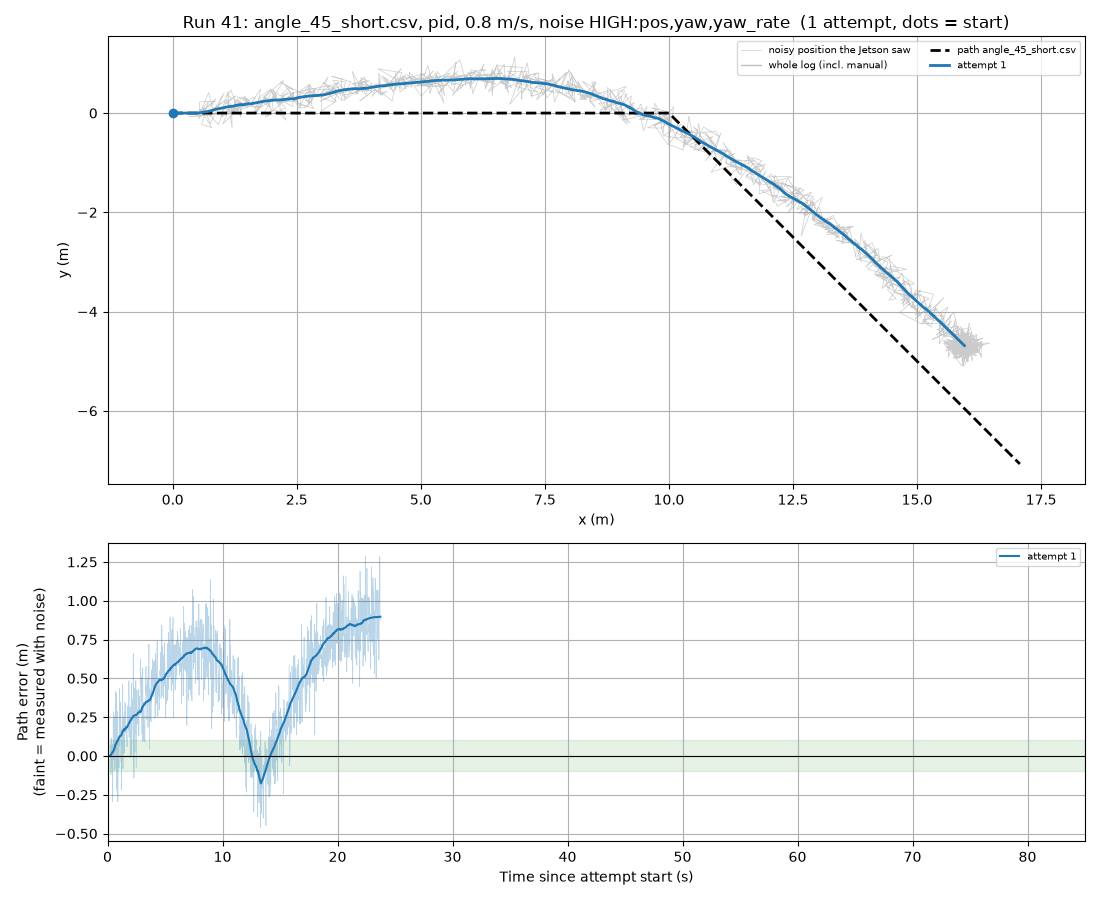 Run 41: angle_45_short.csv, pid, 0.8 m/s, noise HIGH:pos,yaw,yaw_rate  (1 attempt, dots = start)
noisy position the Jetson saw
whole log (incl. manual)
path angle_45_short.csv
attempt 1
y (m)
0
−2
−4
−6
0.0 2.5 5.0 7.5 10.0 12.5 15.0 17.5
x (m)
attempt 1
Path error (m)
(faint = measured with noise)
1.25
1.00
0.75
0.50
0.25
0.00
−0.25
−0.50
0 10 20 30 40 50 60 70 80
Time since attempt start (s)